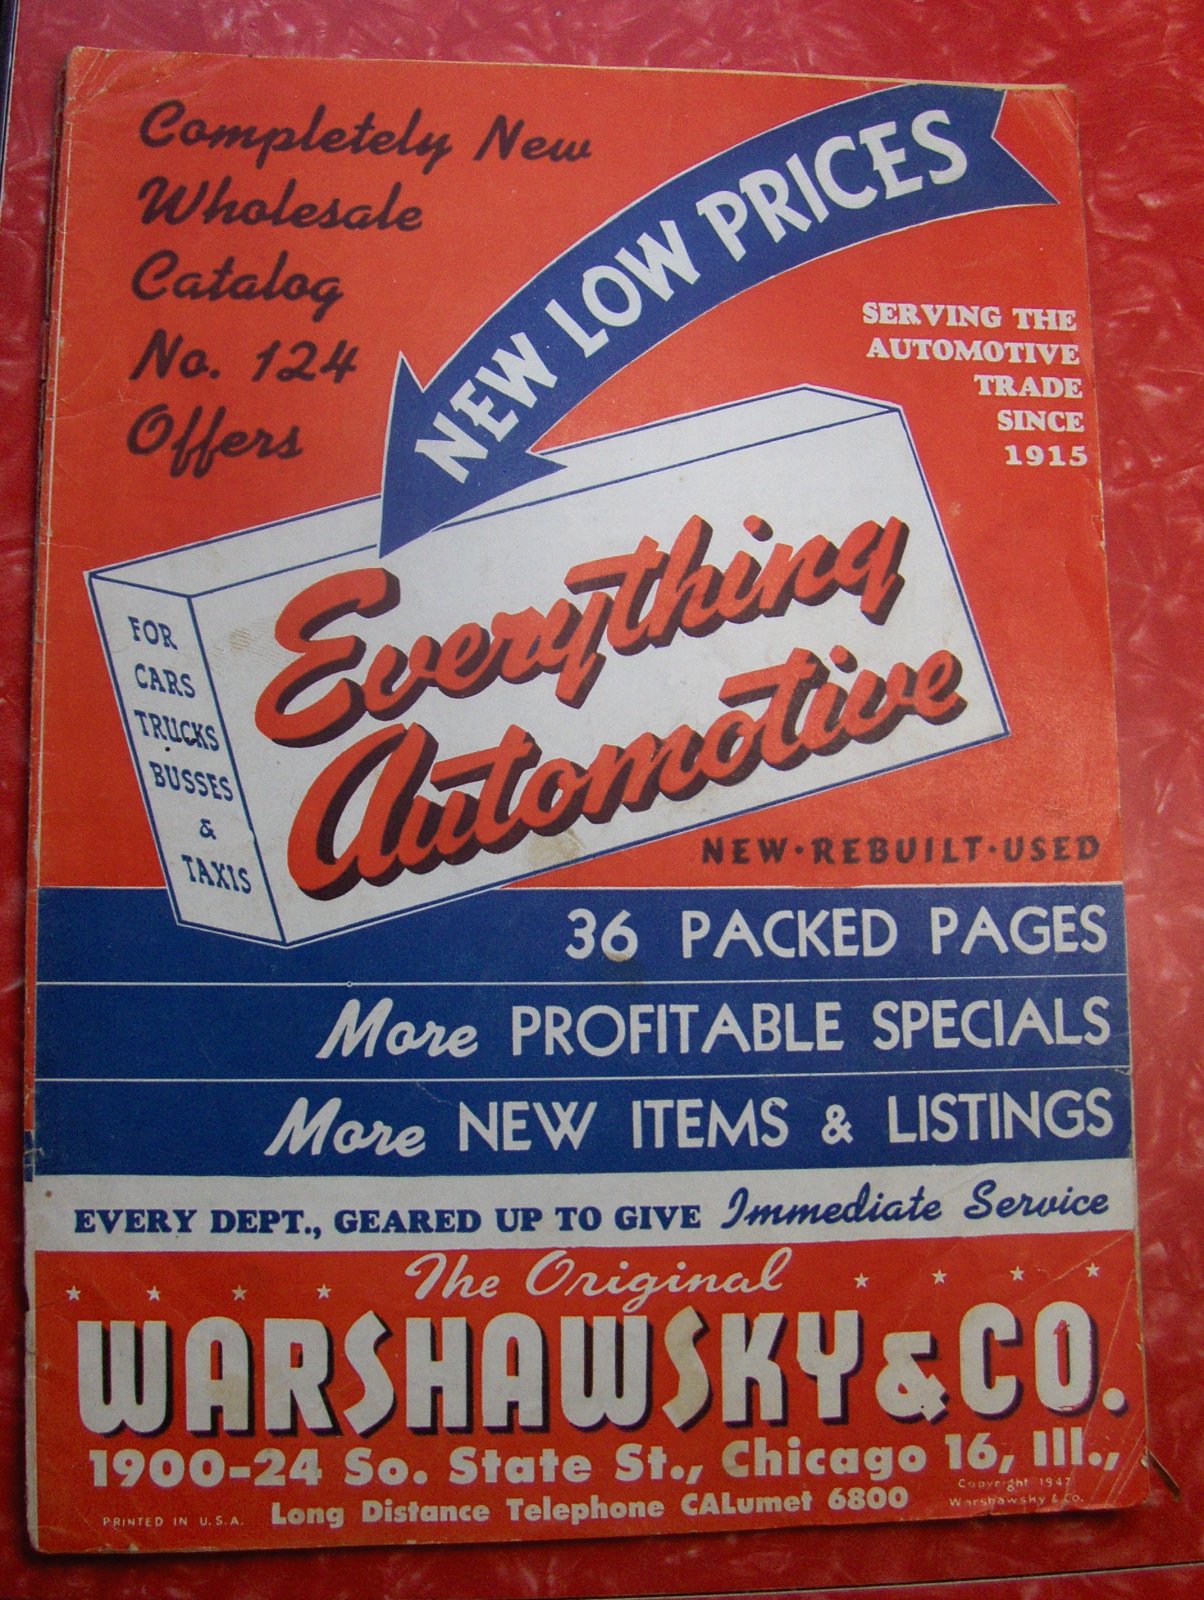 Completely New
Wholesale
Catalog
No. 124
Offers
NEW LOW PRICES
SERVING THE
AUTOMOTIVE
TRADE
SINCE
1915
FOR
CARS
TRUCKS
BUSSES
&
TAXIS
Everything
Automotive
NEW·REBUILT·USED
36 PACKED PAGES
More PROFITABLE SPECIALS
More NEW ITEMS & LISTINGS
EVERY DEPT., GEARED UP TO GIVE Immediate Service
The Original
WARSHAWSKY & CO.
1900-24 So. State St., Chicago 16, Ill.,
Long Distance Telephone CALumet 6800
PRINTED IN U.S.A.
Copyright 1947
Warshawsky & Co.